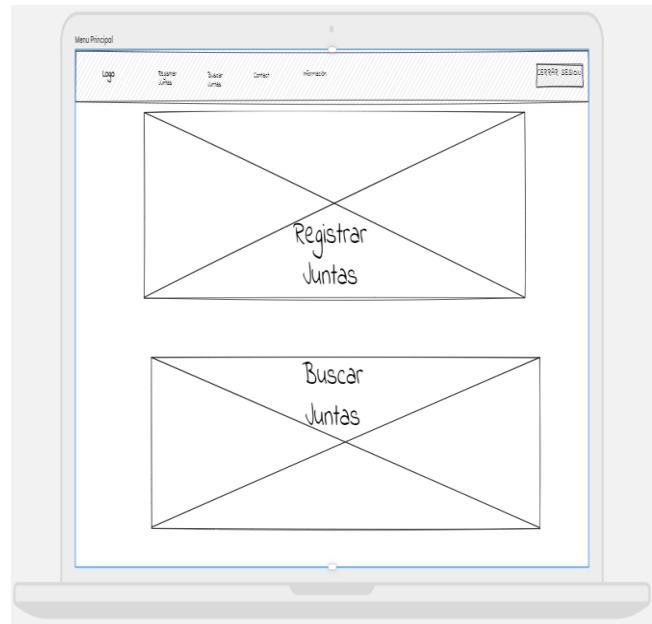 Menu Principal
Logo
Registrar
Juntas
Buscar
Juntas
Contact
Información
CERRAR SESION
Registrar
Juntas
Buscar
Juntas